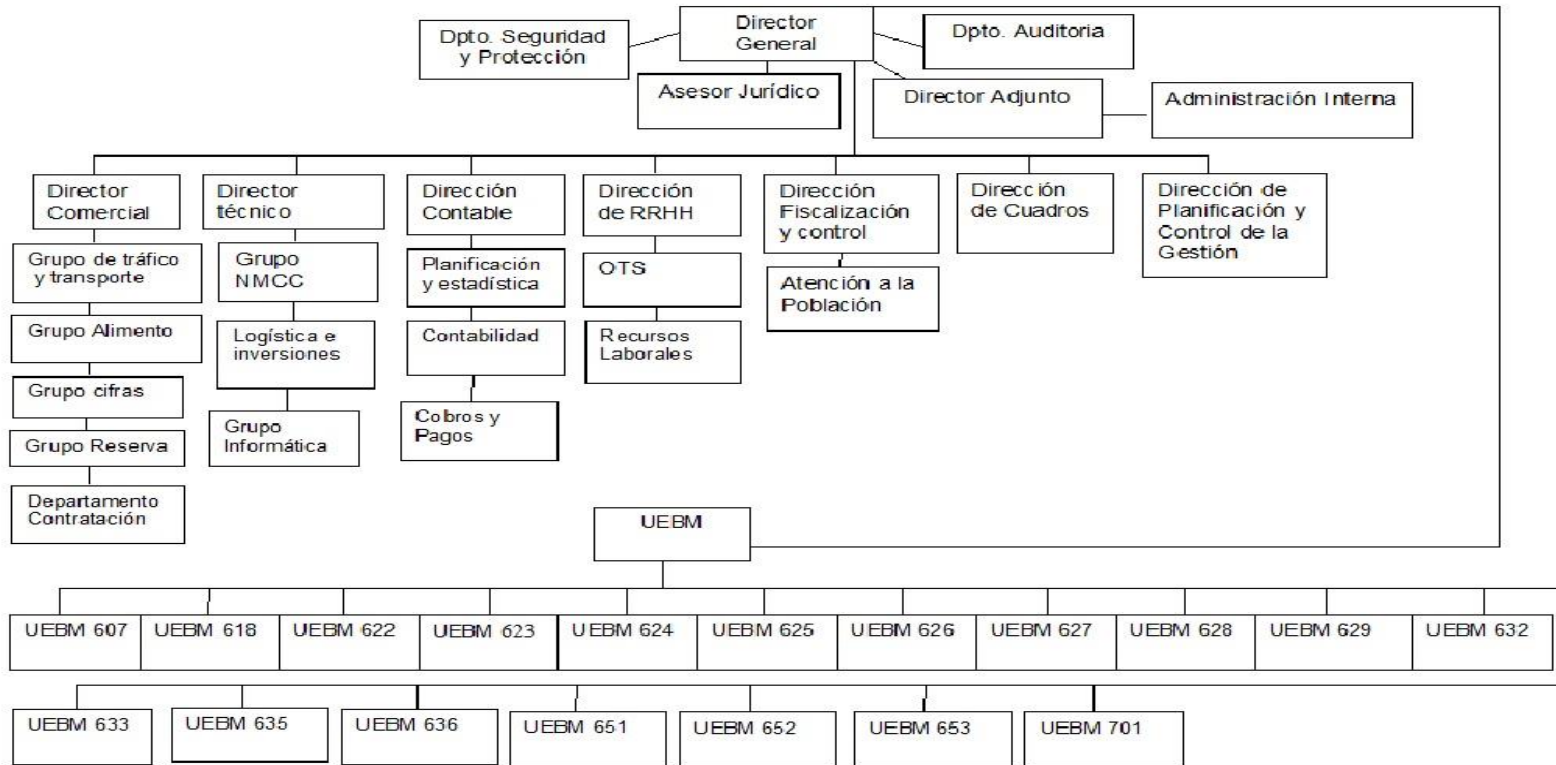 Director
General
Dpto. Seguridad
y Protección
Dpto. Auditoria
Asesor Jurídico
Director Adjunto
Administración Interna
Director
Comercial
Director
técnico
Dirección
Contable
Dirección
de RRHH
Dirección
Fiscalización
y control
Dirección
de Cuadros
Dirección de
Planificación y
Control de la
Gestión
Grupo de tráfico
y transporte
Grupo
NMCC
Planificación
y estadística
OTS
Atención a la
Población
Grupo Alimento
Logística e
inversiones
Contabilidad
Recursos
Laborales
Grupo cifras
Grupo
Informática
Cobros y
Pagos
Grupo Reserva
Departamento
Contratación
UEBM
UEBM 607
UEBM 618
UEBM 622
UEBM 623
UEBM 624
UEBM 625
UEBM 626
UEBM 627
UEBM 628
UEBM 629
UEBM 632
UEBM 633
UEBM 635
UEBM 636
UEBM 651
UEBM 652
UEBM 653
UEBM 701